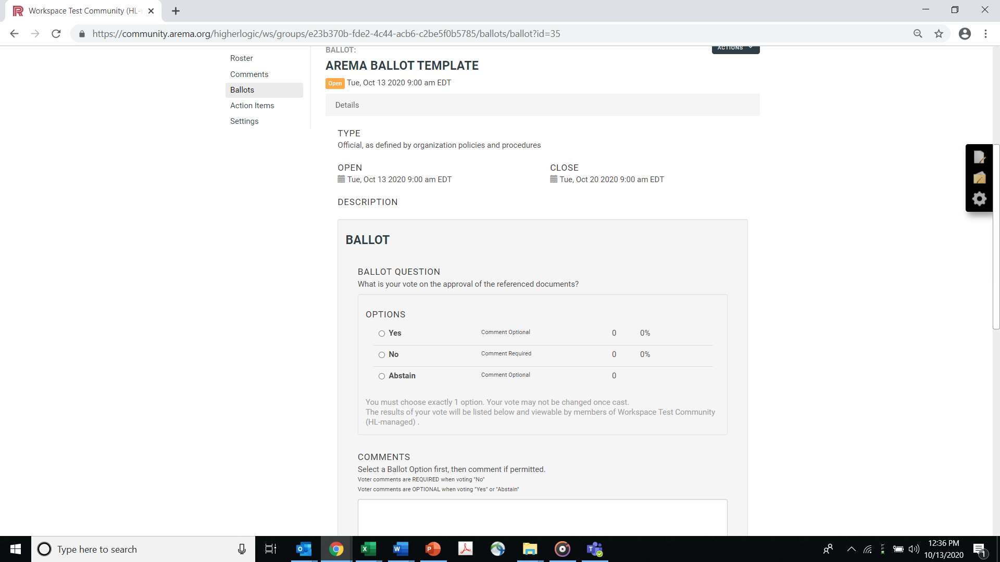 Workspace Test Community (HL-
https://community.arema.org/higherlogic/ws/groups/e23b370b-fde2-4c44-acb6-c2be5f0b5785/ballots/ballot?id=35
Roster
Comments
Ballots
Action Items
Settings
BALLOT:
ACTIONS
AREMA BALLOT TEMPLATE
Open Tue, Oct 13 2020 9:00 am EDT
Details
TYPE
Official, as defined by organization policies and procedures
OPEN
Tue, Oct 13 2020 9:00 am EDT
CLOSE
Tue, Oct 20 2020 9:00 am EDT
DESCRIPTION
BALLOT
BALLOT QUESTION
What is your vote on the approval of the referenced documents?
OPTIONS
Yes Comment Optional 0 0%
No Comment Required 0 0%
Abstain Comment Optional 0
You must choose exactly 1 option. Your vote may not be changed once cast.
The results of your vote will be listed below and viewable by members of Workspace Test Community
(HL-managed) .
COMMENTS
Select a Ballot Option first, then comment if permitted.
Voter comments are REQUIRED when voting "No"
Voter comments are OPTIONAL when voting "Yes" or "Abstain"
Type here to search
12:36 PM
10/13/2020
1